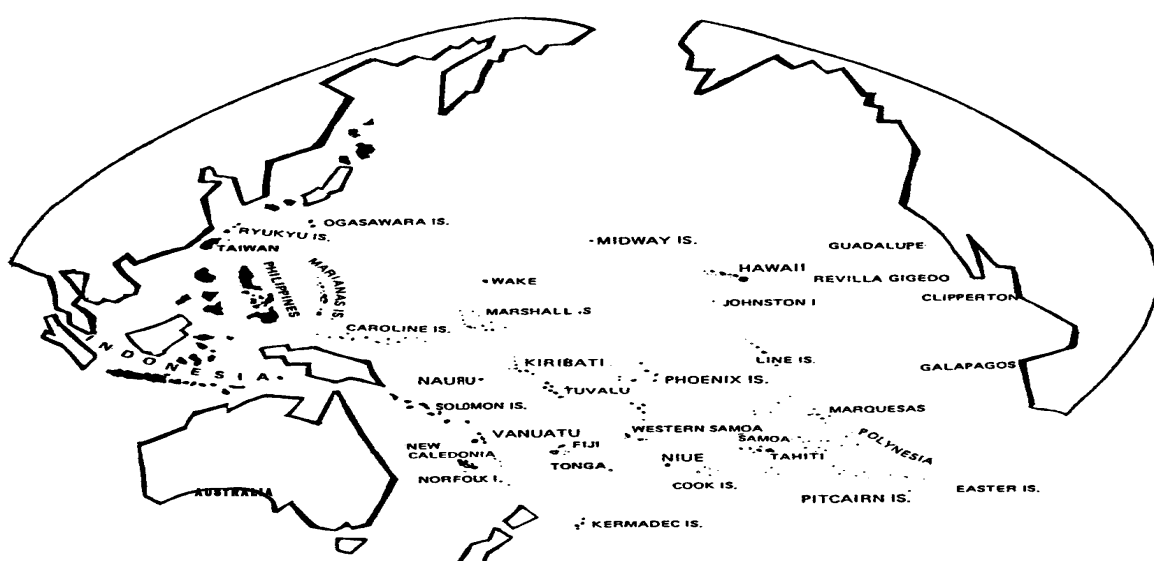 OGASAWARA IS.
RYUKYU IS.
TAIWAN
MIDWAY IS.
GUADALUPE
PHILIPPINES
MARIANAS IS
HAWAII
WAKE
REVILLA GIGEDO
JOHNSTON I
CLIPPERTON
MARSHALL .S
CAROLINE IS.
INDONESIA
KIRIBATI
LINE IS.
GALAPAGOS
NAURU
TUVALU
PHOENIX IS.
SOLOMON IS.
MARQUESAS
VANUATU
WESTERN SAMOA
SAMOA
POLYNESIA
NEW
CALEDONIA
FIJI
TAHITI
NORFOLK I.
TONGA
NIUE
COOK IS.
AUSTRALIA
PITCAIRN IS.
EASTER IS.
KERMADEC IS.